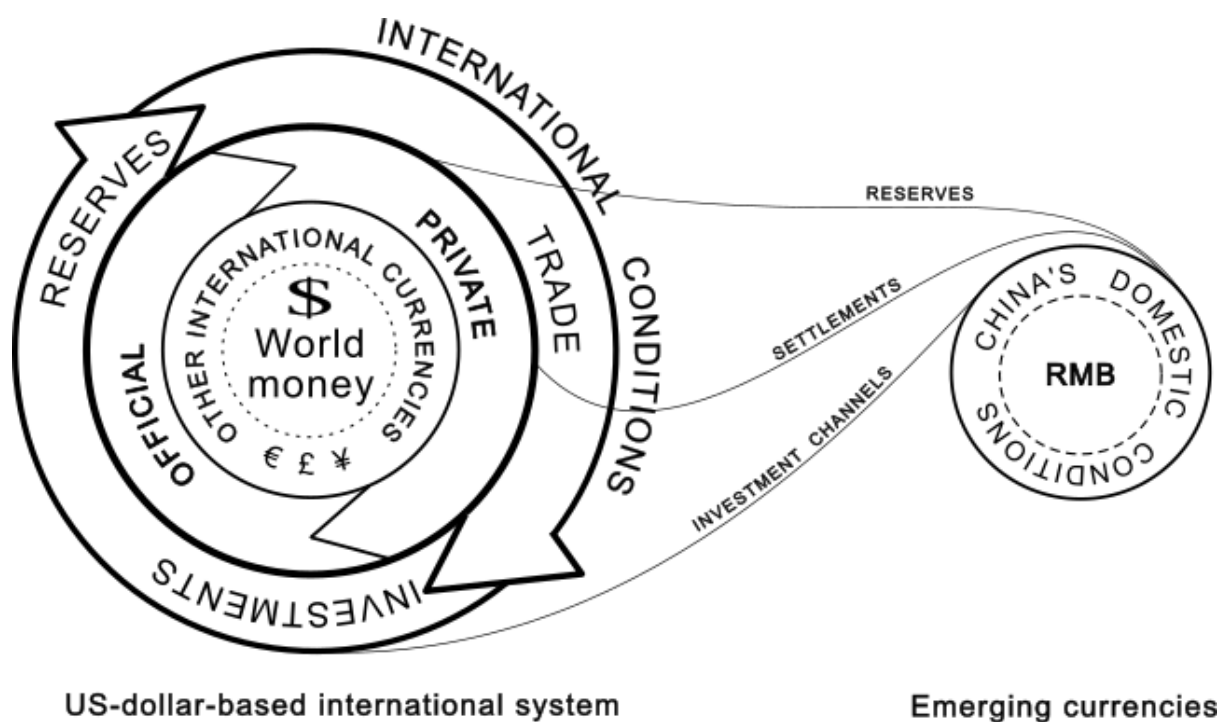 INTERNATIONAL CONDITIONS
RESERVES
TRADE
INVESTMENTS
OFFICIAL
PRIVATE
OTHER INTERNATIONAL CURRENCIES
$
World
money
€ £ ¥
RESERVES
SETTLEMENTS
INVESTMENT CHANNELS
CHINA'S DOMESTIC CONDITIONS
RMB
US-dollar-based international system
Emerging currencies